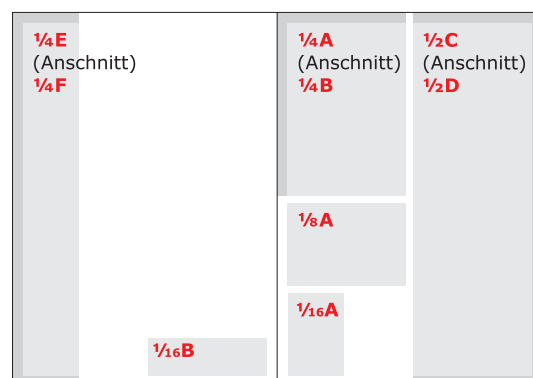 ¼E
(Anschnitt)
¼F
¹⁄₁₆B
¼A
(Anschnitt)
¼B
⅛A
¹⁄₁₆A
½C
(Anschnitt)
½D